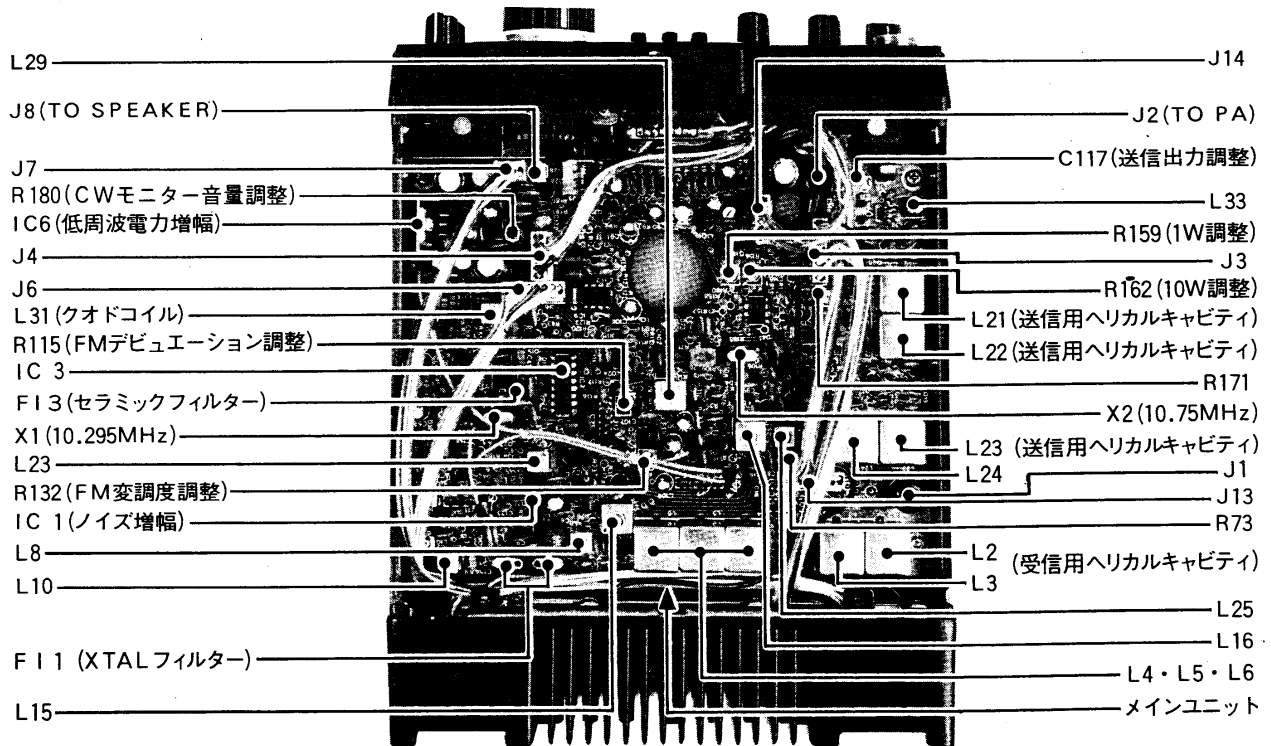 L29
J8(TO SPEAKER)
J7
R180(CWモニター音量調整)
IC6(低周波電力増幅)
J4
J6
L31(クオドコイル)
R115(FMデビュエーション調整)
IC 3
FI3(セラミックフィルター)
X1(10.295MHz)
L23
R132(FM変調度調整)
IC 1(ノイズ増幅)
L8
L10
FI1(XTALフィルター)
L15
J14
J2(TO PA)
C117(送信出力調整)
L33
R159(1W調整)
J3
R162(10W調整)
L21(送信用ヘリカルキャビティ)
L22(送信用ヘリカルキャビティ)
R171
X2(10.75MHz)
L23(送信用ヘリカルキャビティ)
L24
J1
J13
R73
L2(受信用ヘリカルキャビティ)
L3
L25
L16
L4・L5・L6
メインユニット